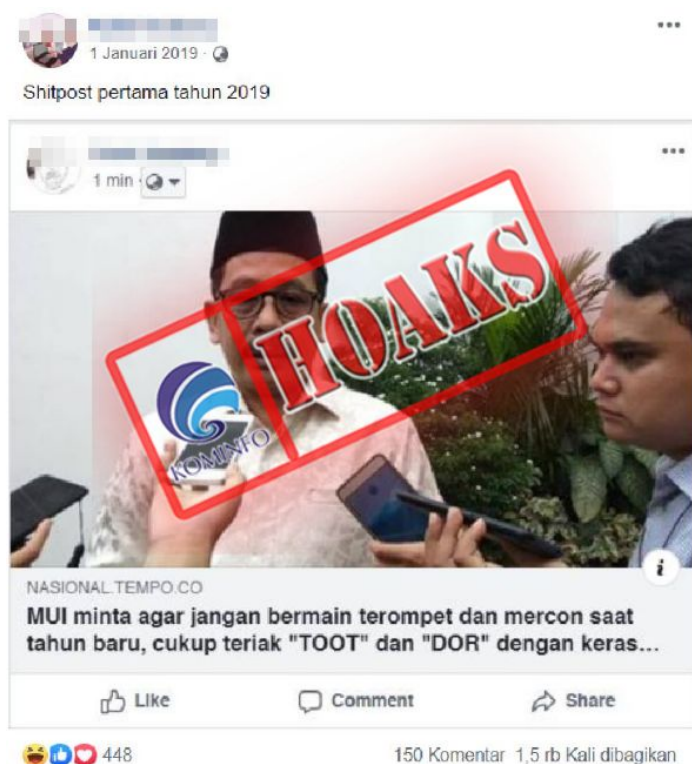 1 Januari 2019
Shitpost pertama tahun 2019
1 min
HOAKS
KOMINFO
NASIONAL.TEMPO.CO
MUI minta agar jangan bermain terompet dan mercon saat
tahun baru, cukup teriak "TOOT" dan "DOR" dengan keras...
Like Comment Share
448 150 Komentar 1,5 rb Kali dibagikan